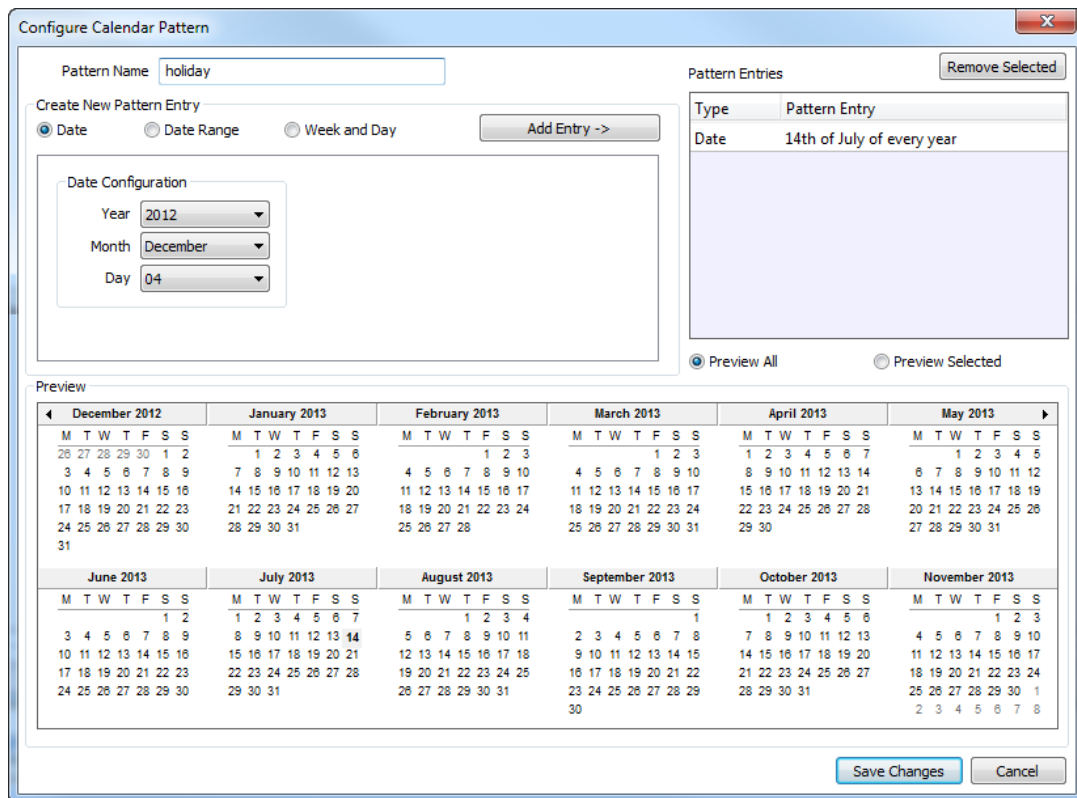 Configure Calendar Pattern
Pattern Name holiday
Pattern Entries
Remove Selected
Create New Pattern Entry
Date Date Range Week and Day Add Entry ->
Type Pattern Entry
Date 14th of July of every year
Date Configuration
Year 2012
Month December
Day 04
Preview All Preview Selected
Preview
December 2012 January 2013 February 2013 March 2013 April 2013 May 2013
M T W T F S S M T W T F S S M T W T F S S M T W T F S S M T W T F S S M T W T F S S
26 27 28 29 30 1 2 1 2 3 4 5 6 1 2 3 1 2 3 1 2 3 4 5 6 7 1 2 3 4 5
3 4 5 6 7 8 9 7 8 9 10 11 12 13 4 5 6 7 8 9 10 4 5 6 7 8 9 10 8 9 10 11 12 13 14 6 7 8 9 10 11 12
10 11 12 13 14 15 16 14 15 16 17 18 19 20 11 12 13 14 15 16 17 11 12 13 14 15 16 17 15 16 17 18 19 20 21 13 14 15 16 17 18 19
17 18 19 20 21 22 23 21 22 23 24 25 26 27 18 19 20 21 22 23 24 18 19 20 21 22 23 24 22 23 24 25 26 27 28 20 21 22 23 24 25 26
24 25 26 27 28 29 30 28 29 30 31 25 26 27 28 25 26 27 28 29 30 31 29 30 27 28 29 30 31
31
June 2013 July 2013 August 2013 September 2013 October 2013 November 2013
M T W T F S S M T W T F S S M T W T F S S M T W T F S S M T W T F S S M T W T F S S
1 2 1 2 3 4 5 6 7 1 2 3 4 1 1 2 3 4 5 6 1 2 3
3 4 5 6 7 8 9 8 9 10 11 12 13 14 5 6 7 8 9 10 11 2 3 4 5 6 7 8 7 8 9 10 11 12 13 4 5 6 7 8 9 10
10 11 12 13 14 15 16 15 16 17 18 19 20 21 12 13 14 15 16 17 18 9 10 11 12 13 14 15 14 15 16 17 18 19 20 11 12 13 14 15 16 17
17 18 19 20 21 22 23 22 23 24 25 26 27 28 19 20 21 22 23 24 25 16 17 18 19 20 21 22 21 22 23 24 25 26 27 18 19 20 21 22 23 24
24 25 26 27 28 29 30 29 30 31 26 27 28 29 30 31 23 24 25 26 27 28 29 28 29 30 31 25 26 27 28 29 30 1
30 2 3 4 5 6 7 8
Save Changes Cancel